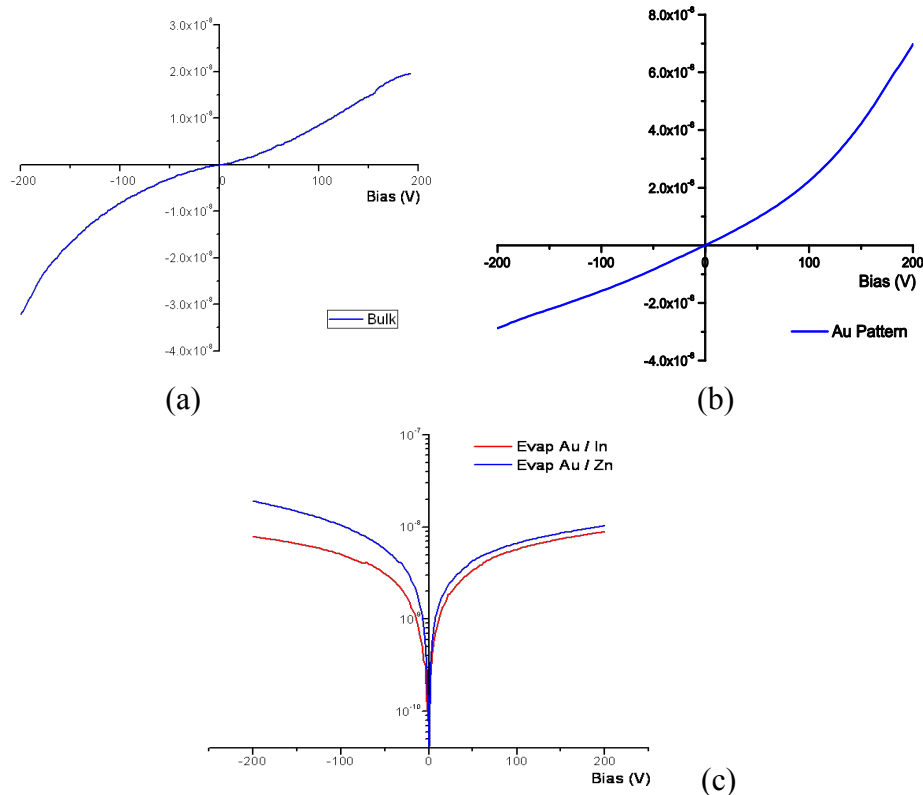 3.0x10⁻⁸
2.0x10⁻⁸
1.0x10⁻⁸
-200
-100
0
100
200
Bias (V)
-1.0x10⁻⁸
-2.0x10⁻⁸
-3.0x10⁻⁸
-4.0x10⁻⁸
Bulk
(a)
8.0x10⁻⁸
6.0x10⁻⁸
4.0x10⁻⁸
2.0x10⁻⁸
-200
-100
0
100
200
Bias (V)
-2.0x10⁻⁸
-4.0x10⁻⁸
Au Pattern
(b)
10⁻⁷
Evap Au / In
Evap Au / Zn
10⁻⁸
10⁻⁹
10⁻¹⁰
-200
-100
0
100
200
Bias (V)
(c)